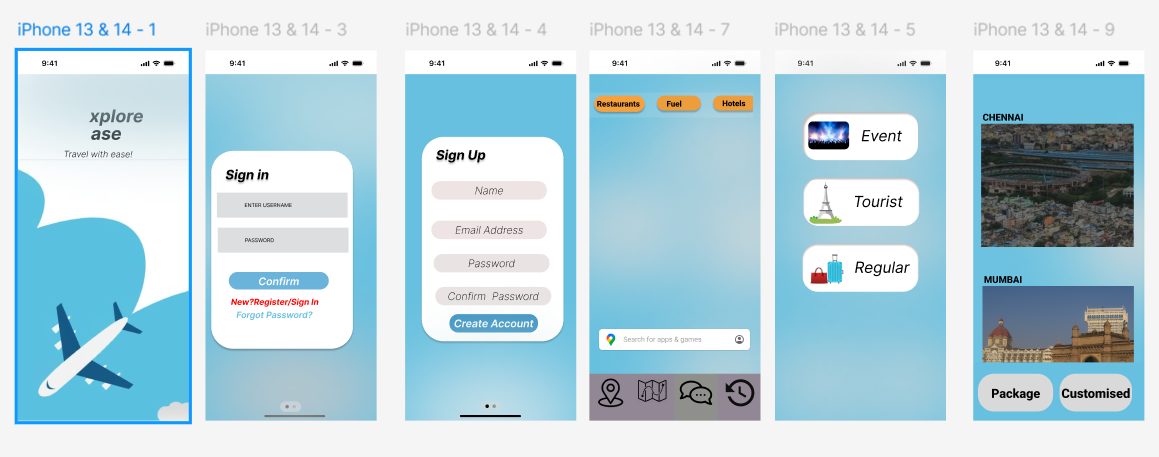 iPhone 13 & 14 - 1
iPhone 13 & 14 - 3
iPhone 13 & 14 - 4
iPhone 13 & 14 - 7
iPhone 13 & 14 - 5
iPhone 13 & 14 - 9
9:41
xplore
ase
Travel with ease!
9:41
Sign in
ENTER USERNAME
PASSWORD
Confirm
New?Register/Sign In
Forgot Password?
9:41
Sign Up
Name
Email Address
Password
Confirm Password
Create Account
9:41
Restaurants
Fuel
Hotels
Search for apps & games
9:41
Event
Tourist
Regular
9:41
CHENNAI
MUMBAI
Package
Customised